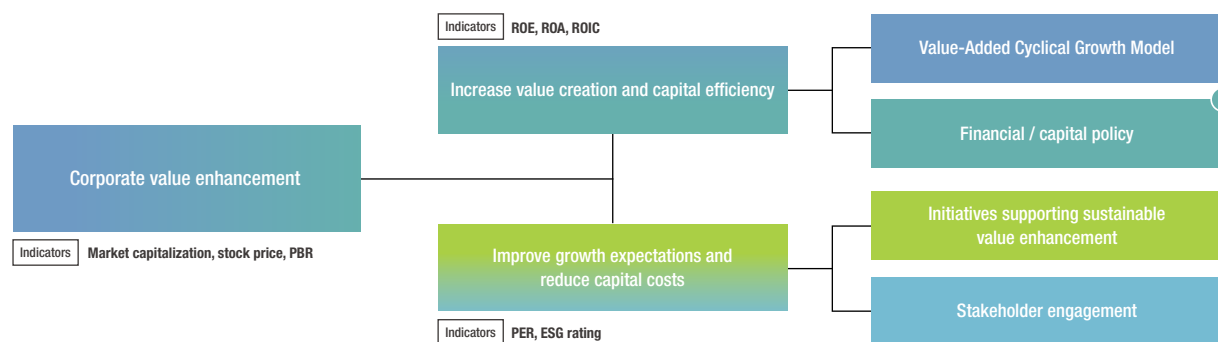 Indicators ROE, ROA, ROIC
Increase value creation and capital efficiency
Value-Added Cyclical Growth Model
Financial / capital policy
Corporate value enhancement
Indicators Market capitalization, stock price, PBR
Improve growth expectations and
reduce capital costs
Indicators PER, ESG rating
Initiatives supporting sustainable
value enhancement
Stakeholder engagement